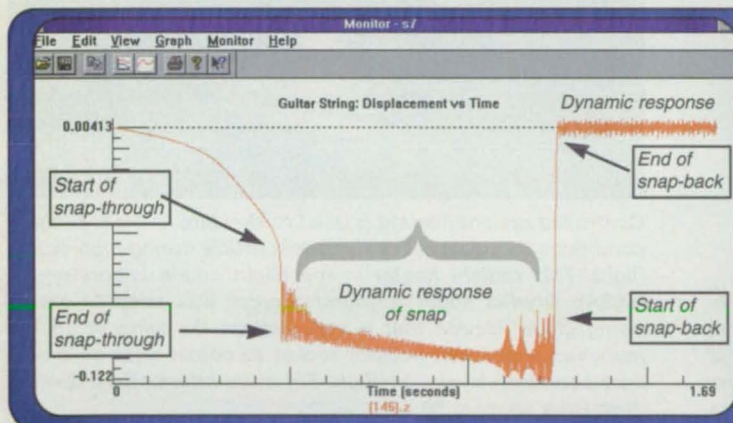 Monitor - s7
File Edit View Graph Monitor Help
Guitar String: Displacement vs Time
Dynamic response
0.00413
End of
snap-back
Start of
snap-through
Dynamic response
of snap
End of
snap-through
Start of
snap-back
-0.122
0
Time (seconds)
1.69
[146].z